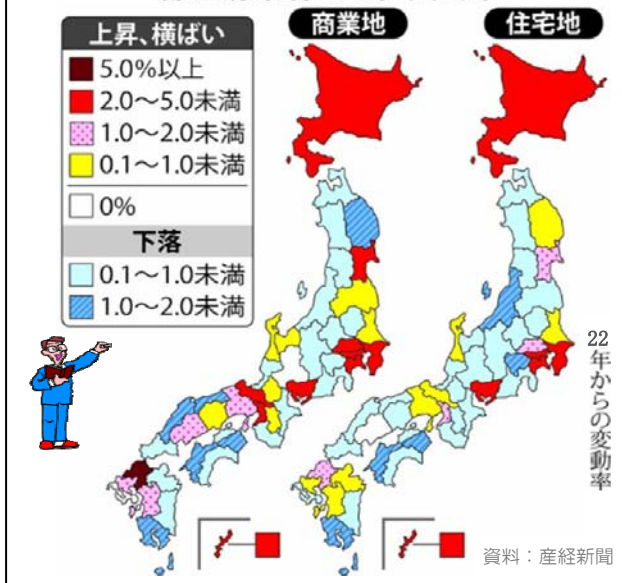 商業地
住宅地
上昇、横ばい
5.0%以上
2.0〜5.0未満
1.0〜2.0未満
0.1〜1.0未満
0%
下落
0.1〜1.0未満
1.0〜2.0未満
22年からの変動率
資料：産経新聞